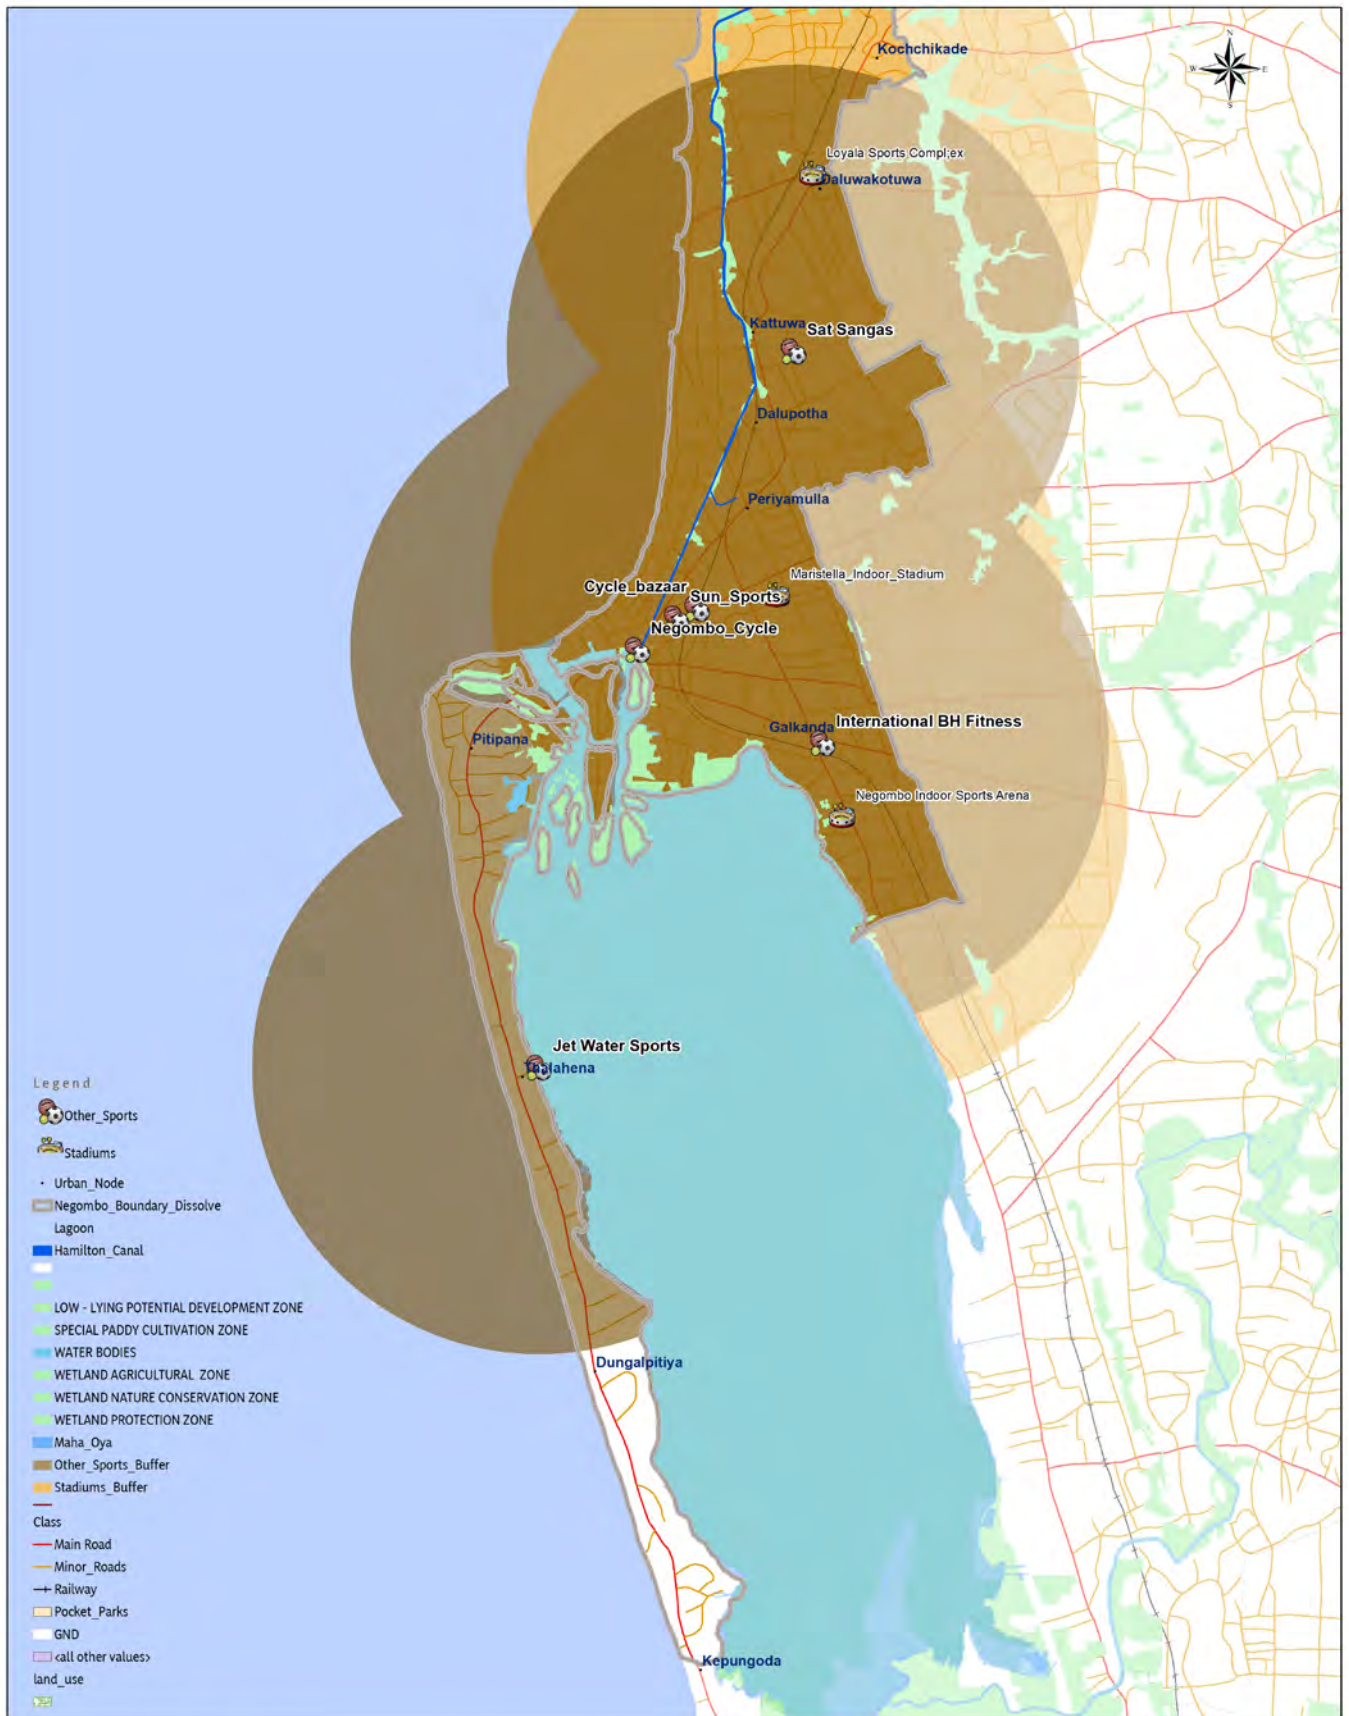 Kochchikade
N
W
E
S
Loyala Sports Compl;ex
Daluwakotuwa
Kattuwa
Sat Sangas
Dalupotha
Periyamulla
Maristella_Indoor_Stadium
Cycle_bazaar
Sun_Sports
Negombo_Cycle
Galkanda
International BH Fitness
Pitipana
Negombo Indoor Sports Arena
Jet Water Sports
Thalahena
Legend
Other_Sports
Stadiums
Urban_Node
Negombo_Boundary_Dissolve
Lagoon
Hamilton_Canal
LOW - LYING POTENTIAL DEVELOPMENT ZONE
SPECIAL PADDY CULTIVATION ZONE
WATER BODIES
WETLAND AGRICULTURAL ZONE
WETLAND NATURE CONSERVATION ZONE
WETLAND PROTECTION ZONE
Maha_Oya
Other_Sports_Buffer
Stadiums_Buffer
Class
Main Road
Minor_Roads
Railway
Pocket_Parks
GND
<all other values>
land_use
Dungalpitiya
Kepungoda